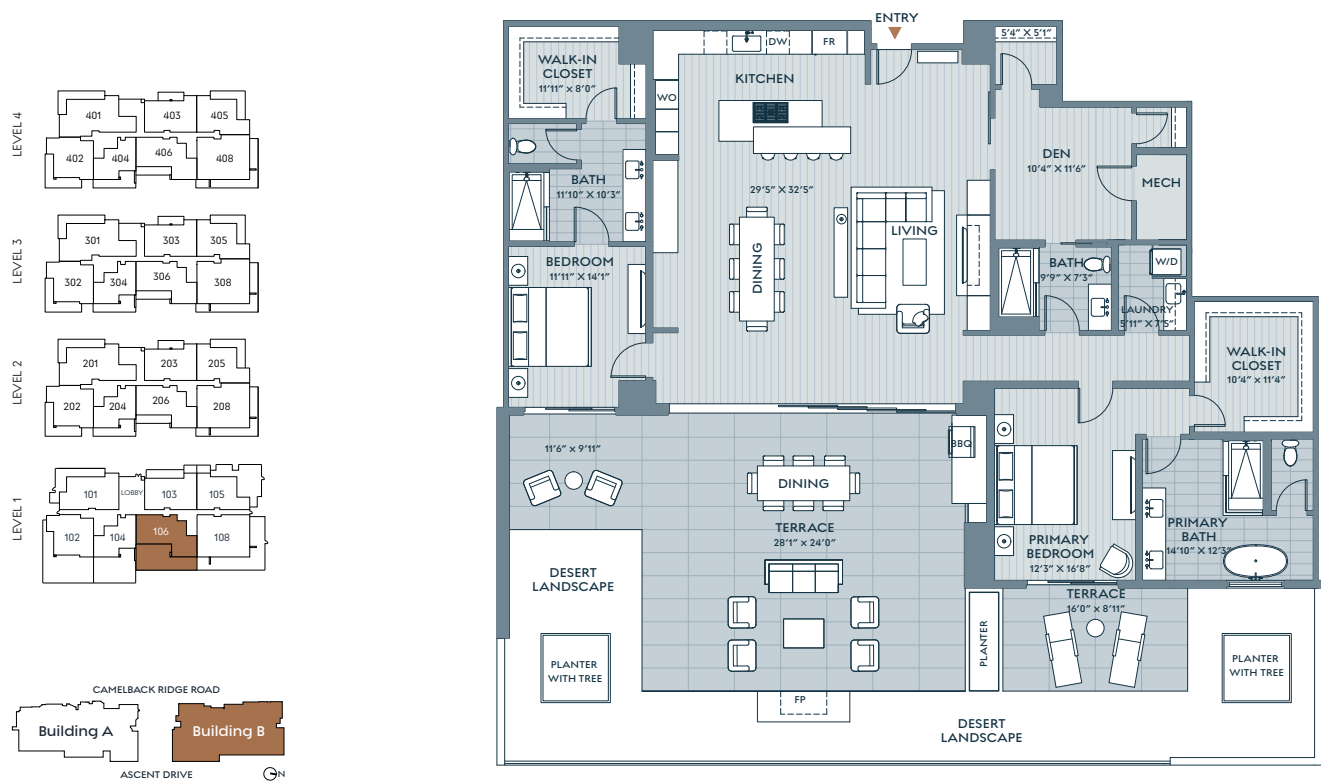 LEVEL 4
401
403
405
402
404
406
408
LEVEL 3
301
303
305
302
304
306
308
LEVEL 2
201
203
205
202
204
206
208
LEVEL 1
101
LOBBY
103
105
102
104
106
108
CAMELBACK RIDGE ROAD
Building A
Building B
ASCENT DRIVE
N
ENTRY
WALK-IN
CLOSET
11'11" X 8'0"
DW
FR
WO
KITCHEN
5'4" X 5'1"
DEN
10'4" X 11'6"
MECH
BATH
11'10" X 10'3"
29'5" X 32'5"
LIVING
DINING
BEDROOM
11'11" X 14'1"
BATH
9'9" X 7'3"
W/D
LAUNDRY
5'11" X 7'5"
WALK-IN
CLOSET
10'4" X 11'4"
11'6" X 9'11"
BBQ
DINING
TERRACE
28'1" X 24'0"
PRIMARY
BEDROOM
12'3" X 16'8"
PRIMARY
BATH
14'10" X 12'3"
DESERT
LANDSCAPE
TERRACE
16'0" X 8'11"
PLANTER
PLANTER
WITH TREE
PLANTER
WITH TREE
FP
DESERT
LANDSCAPE